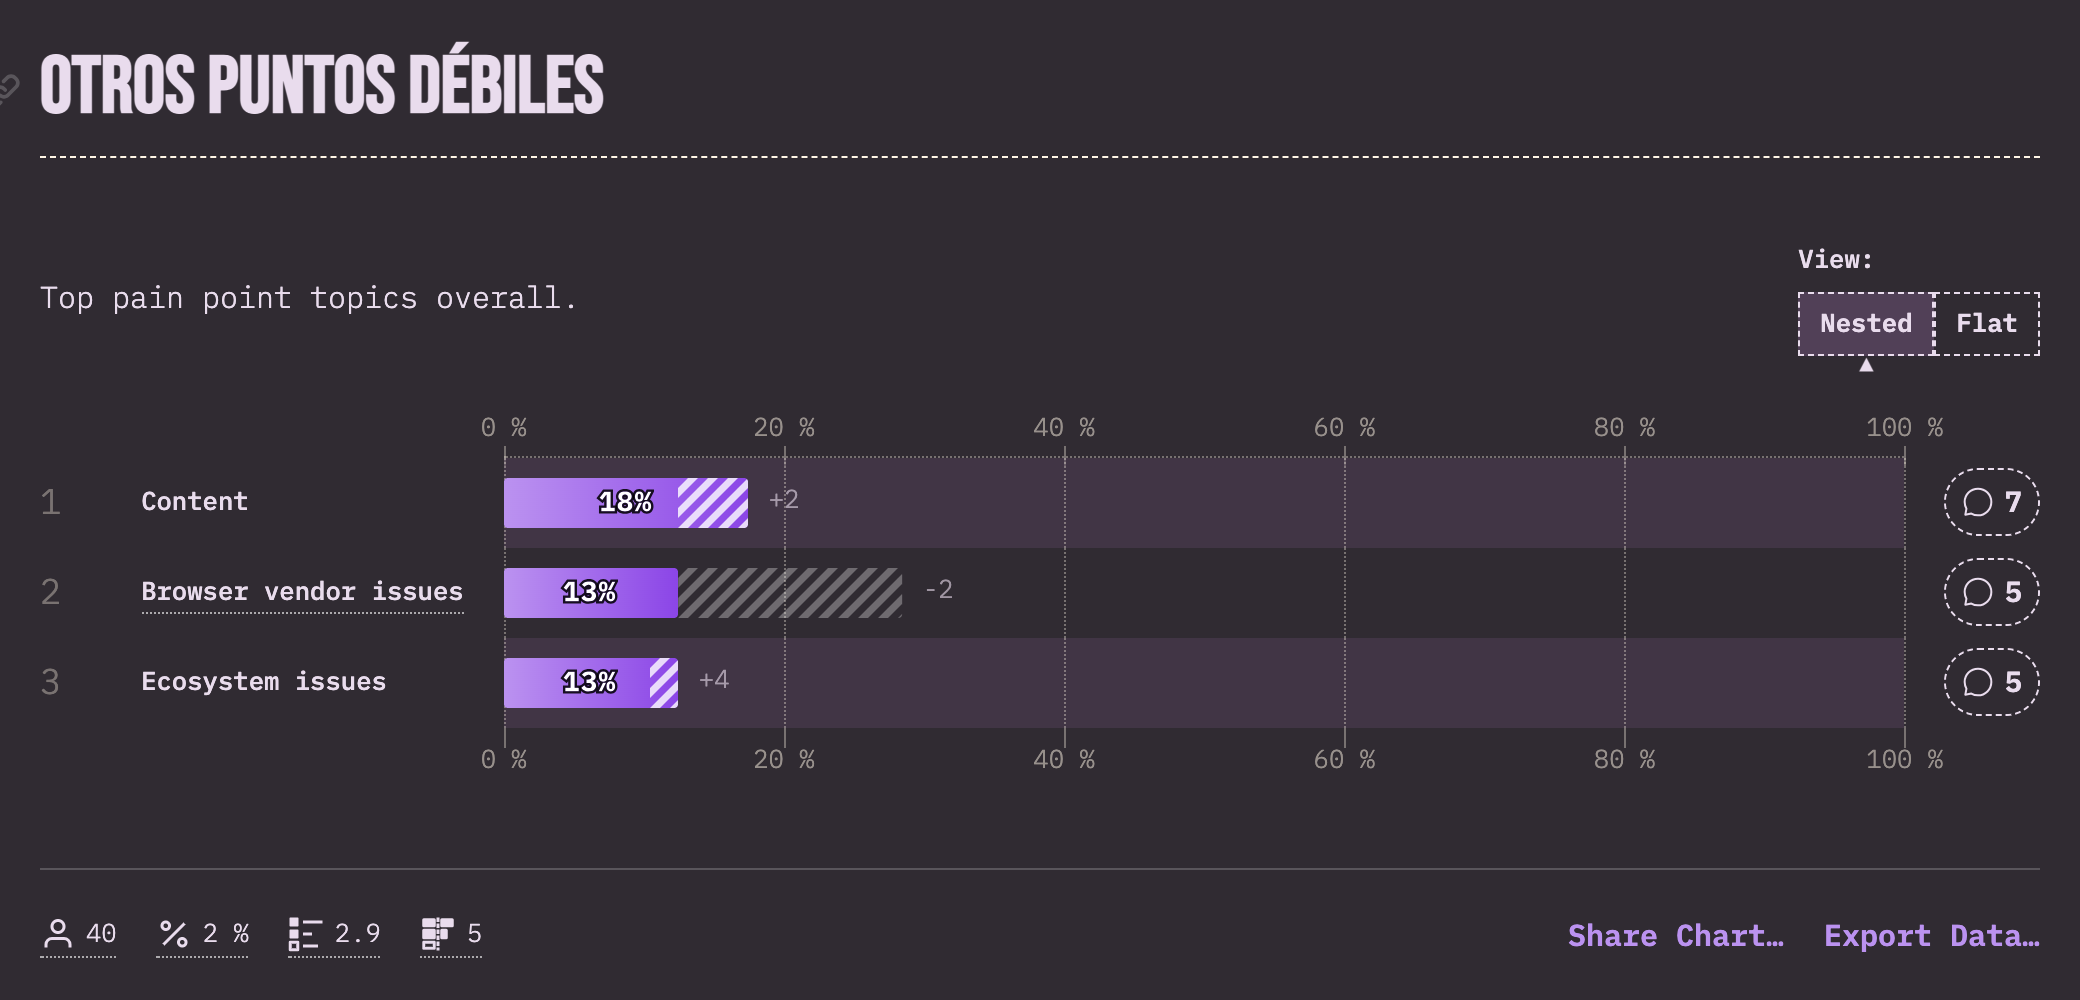 OTROS PUNTOS DÉBILES
Top pain point topics overall.
View:
Nested Flat
0 % 20 % 40 % 60 % 80 % 100 %
1 Content 18% +2 7
2 Browser vendor issues 13% -2 5
3 Ecosystem issues 13% +4 5
0 % 20 % 40 % 60 % 80 % 100 %
40 2 % 2.9 5 Share Chart… Export Data…